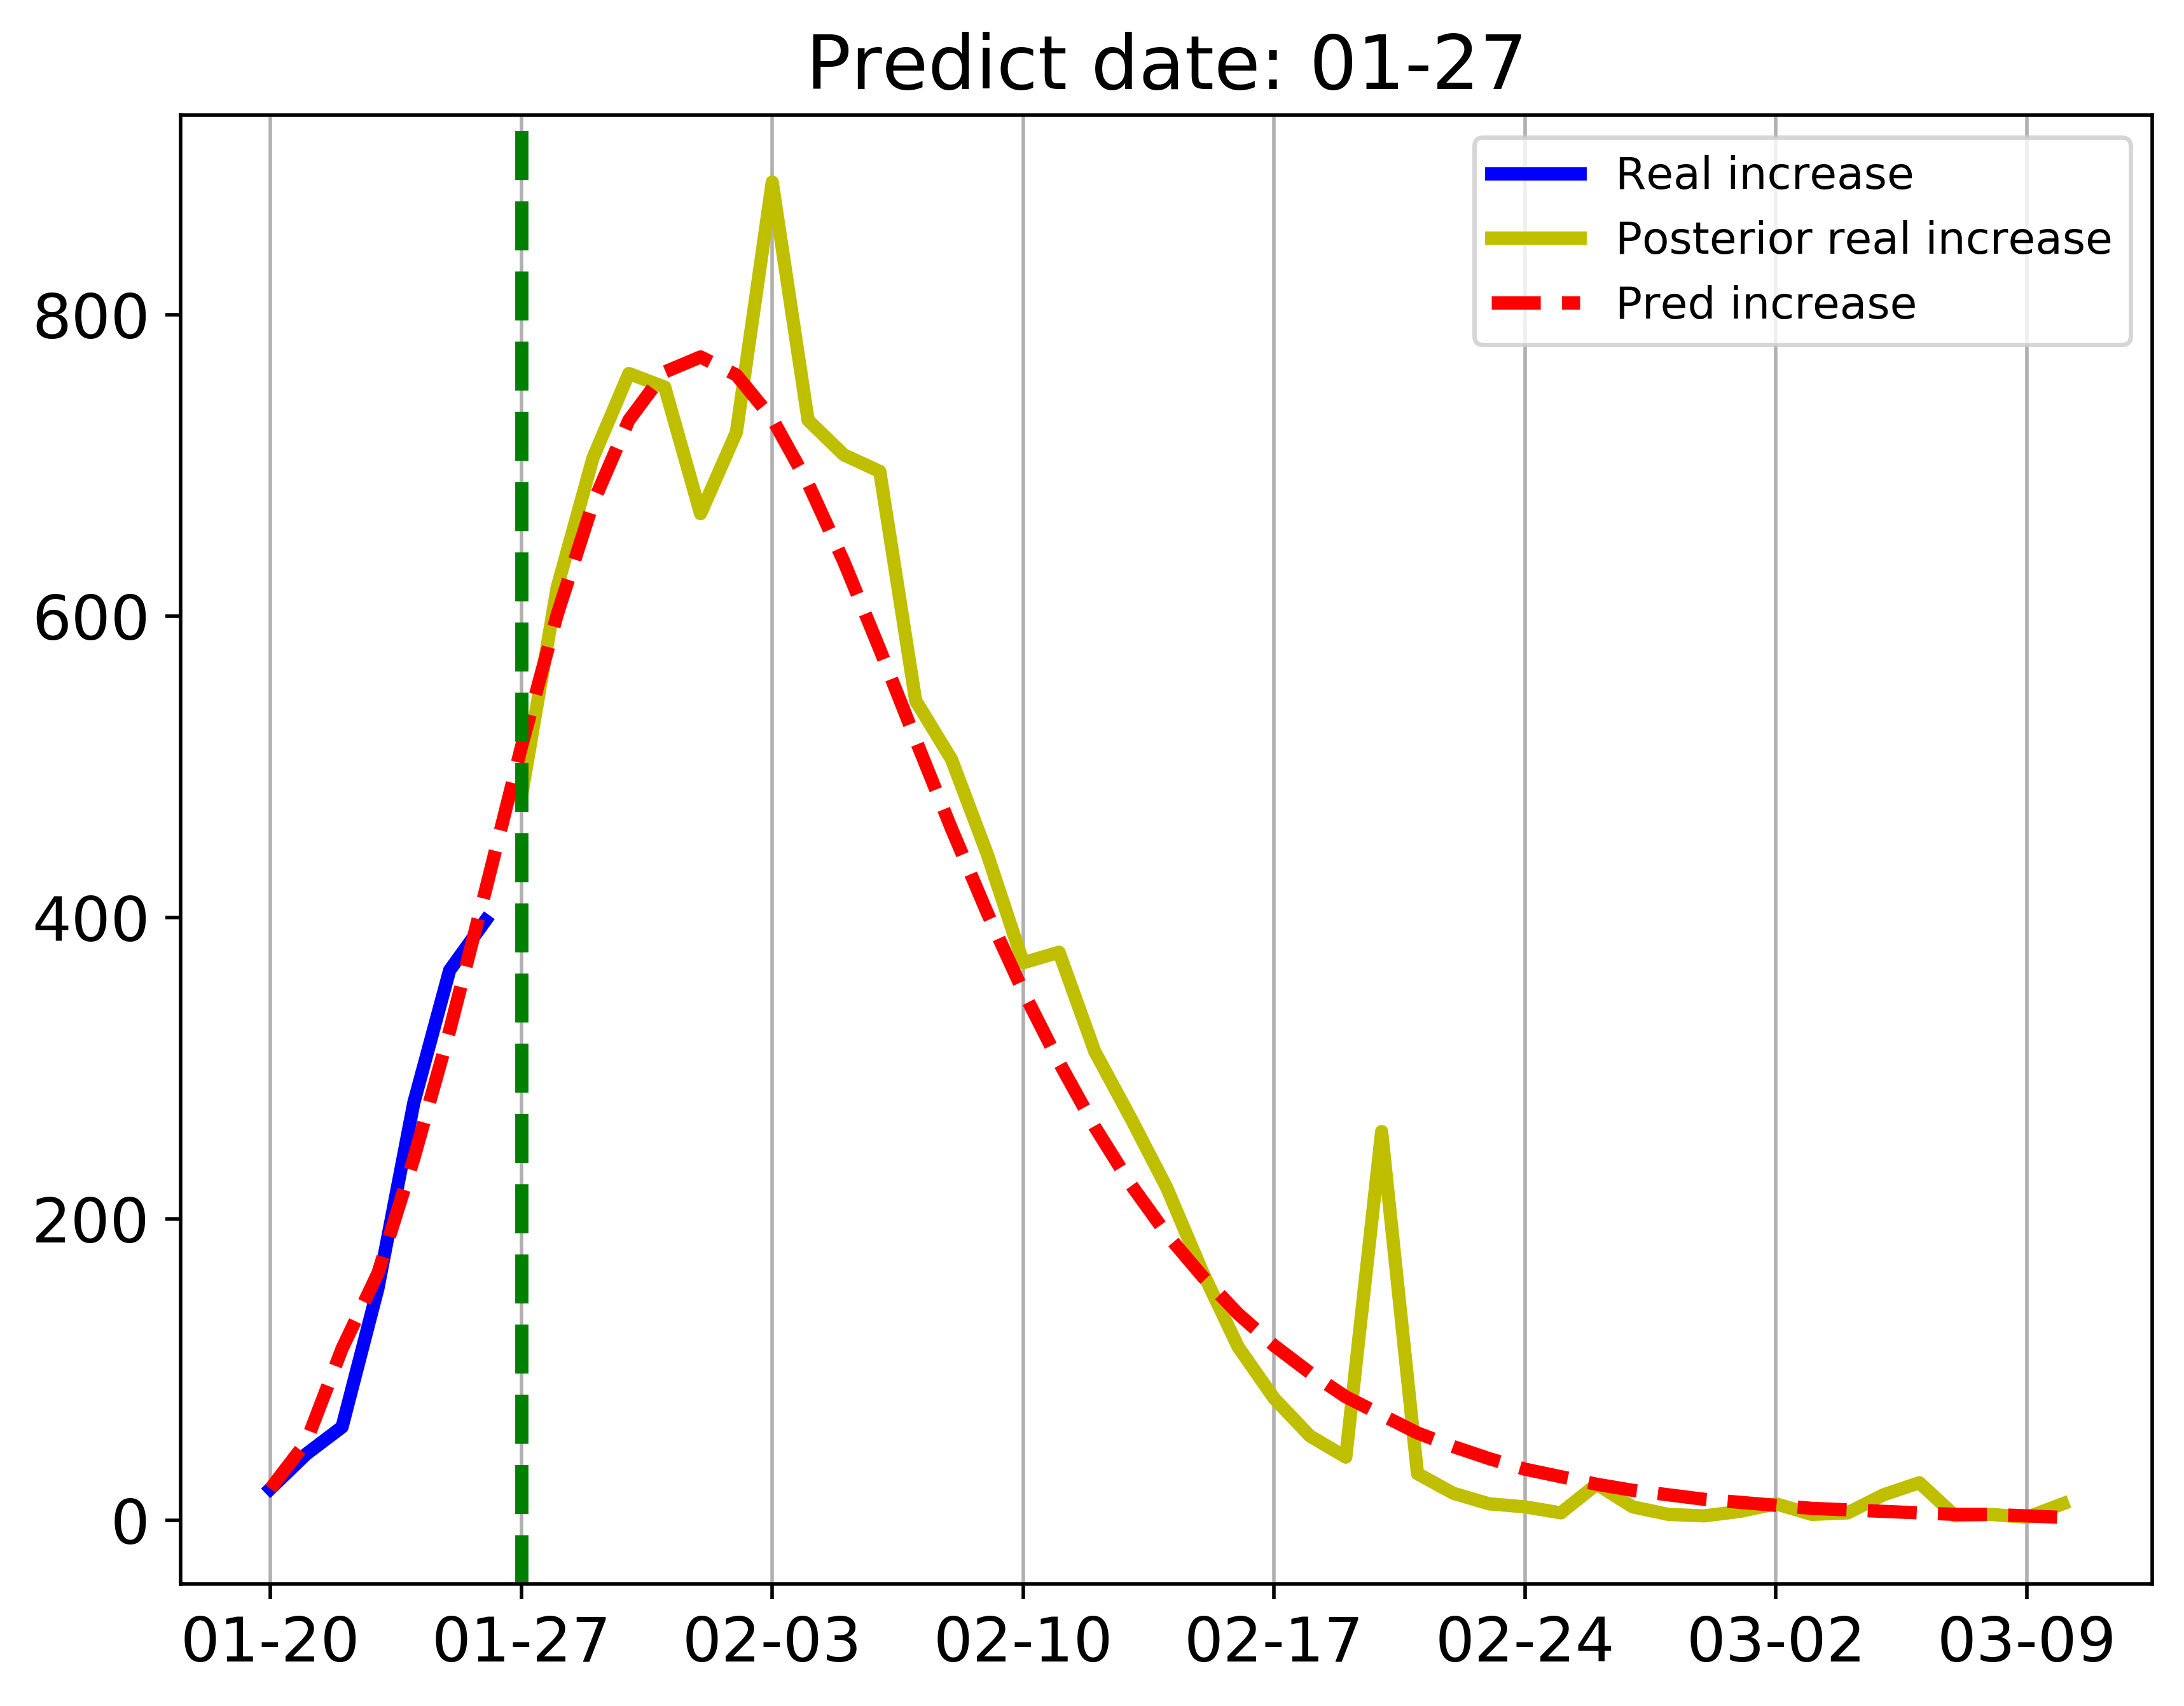 Predict date: 01-27
Real increase
Posterior real increase
Pred increase
800
600
400
200
0
01-20 01-27 02-03 02-10 02-17 02-24 03-02 03-09